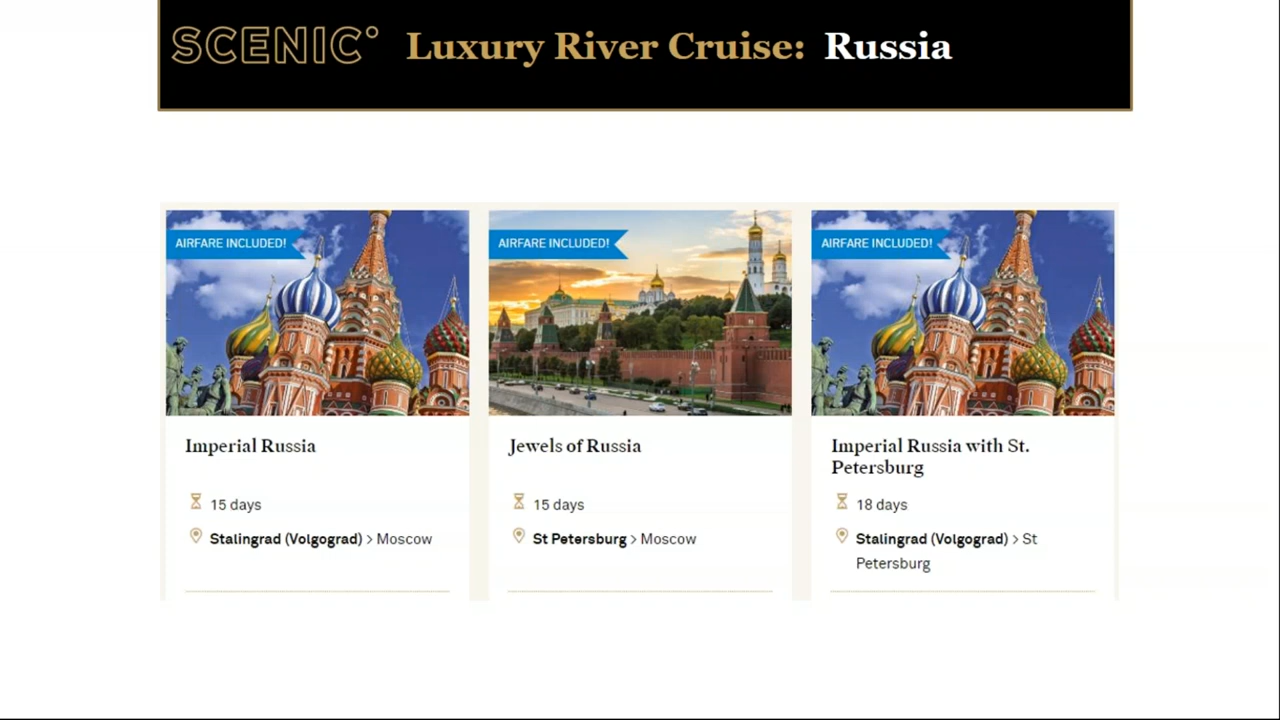 SCENIC° Luxury River Cruise: Russia
AIRFARE INCLUDED!
Imperial Russia
15 days
Stalingrad (Volgograd) > Moscow
AIRFARE INCLUDED!
Jewels of Russia
15 days
St Petersburg > Moscow
AIRFARE INCLUDED!
Imperial Russia with St.
Petersburg
18 days
Stalingrad (Volgograd) > St
Petersburg